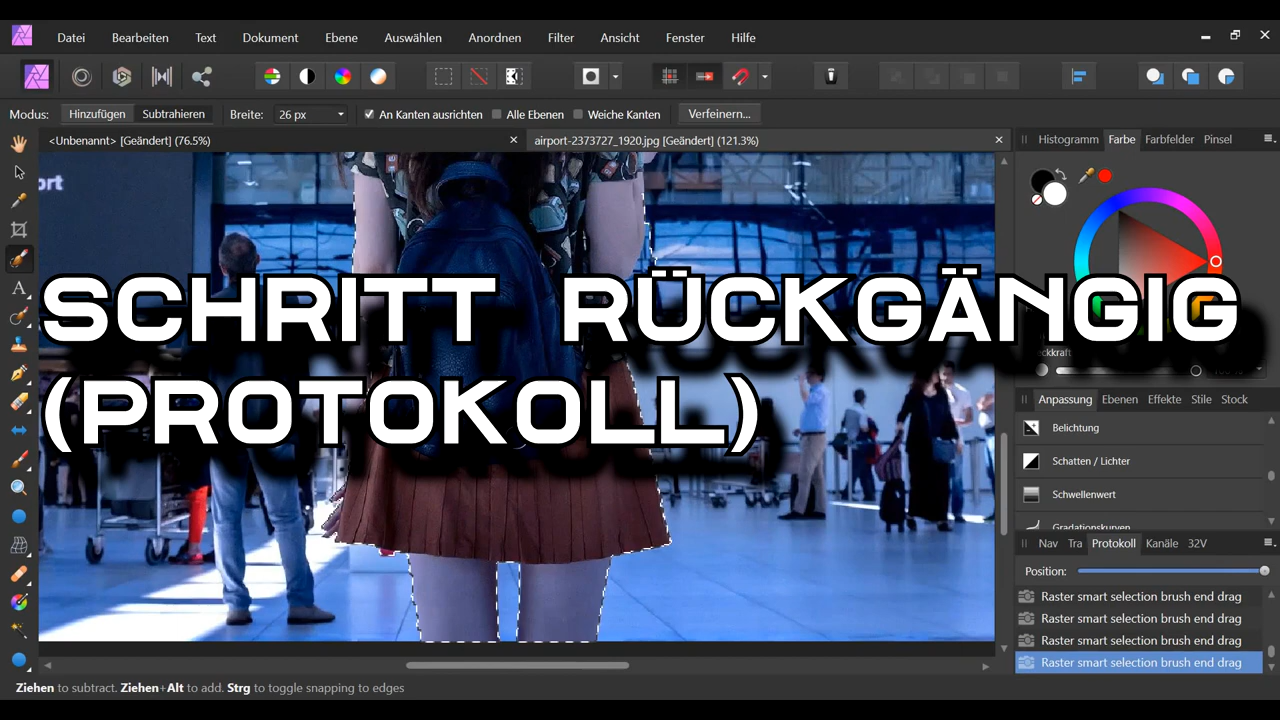 Datei Bearbeiten Text Dokument Ebene Auswählen Anordnen Filter Ansicht Fenster Hilfe
Modus: Hinzufügen Subtrahieren Breite: 26 px An Kanten ausrichten Alle Ebenen Weiche Kanten Verfeinern...
<Unbenannt> [Geändert] (76.5%) airport-2373727_1920.jpg [Geändert] (121.3%) Histogramm Farbe Farbfelder Pinsel
ort
SCHRITT RÜCKGÄNGIG
(PROTOKOLL)
Anpassung Ebenen Effekte Stile Stock
Belichtung
Schatten / Lichter
Schwellenwert
Gradationskurven
Nav Tra Protokoll Kanäle 32V
Position:
Raster smart selection brush end drag
Raster smart selection brush end drag
Raster smart selection brush end drag
Raster smart selection brush end drag
Ziehen to subtract. Ziehen+Alt to add. Strg to toggle snapping to edges